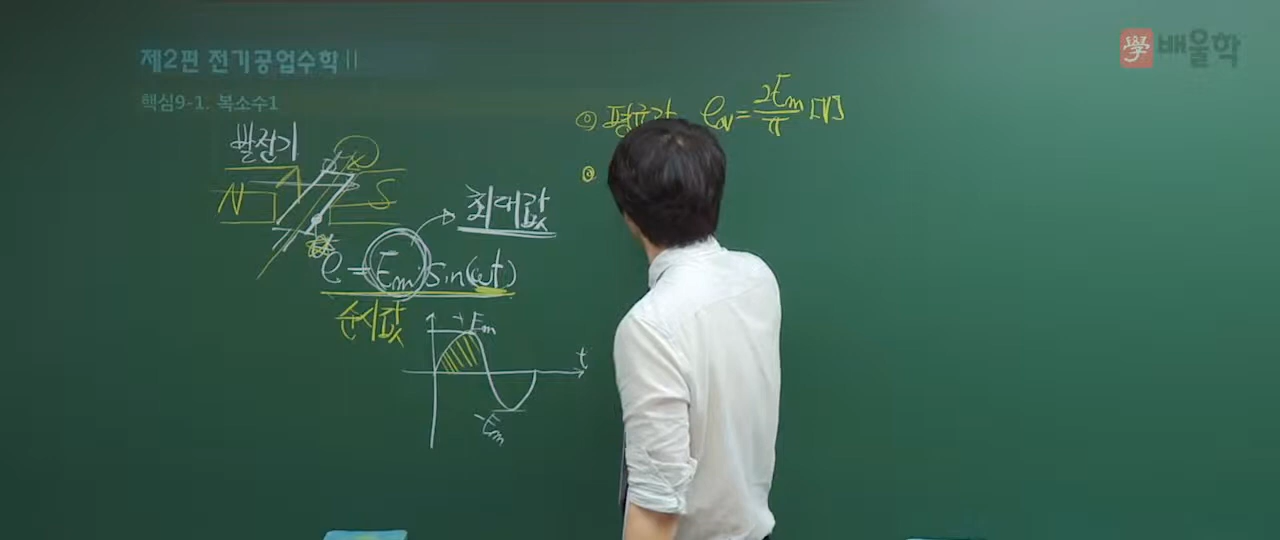 제2편 전기공업수학 II
핵심9-1. 복소수1
學 배울학
발전기
N
S
최대값
e = Em sin(ωt)
순시값
+Em
t
-Em
◎ 평균값 eav = 2Em/π [V]
◎